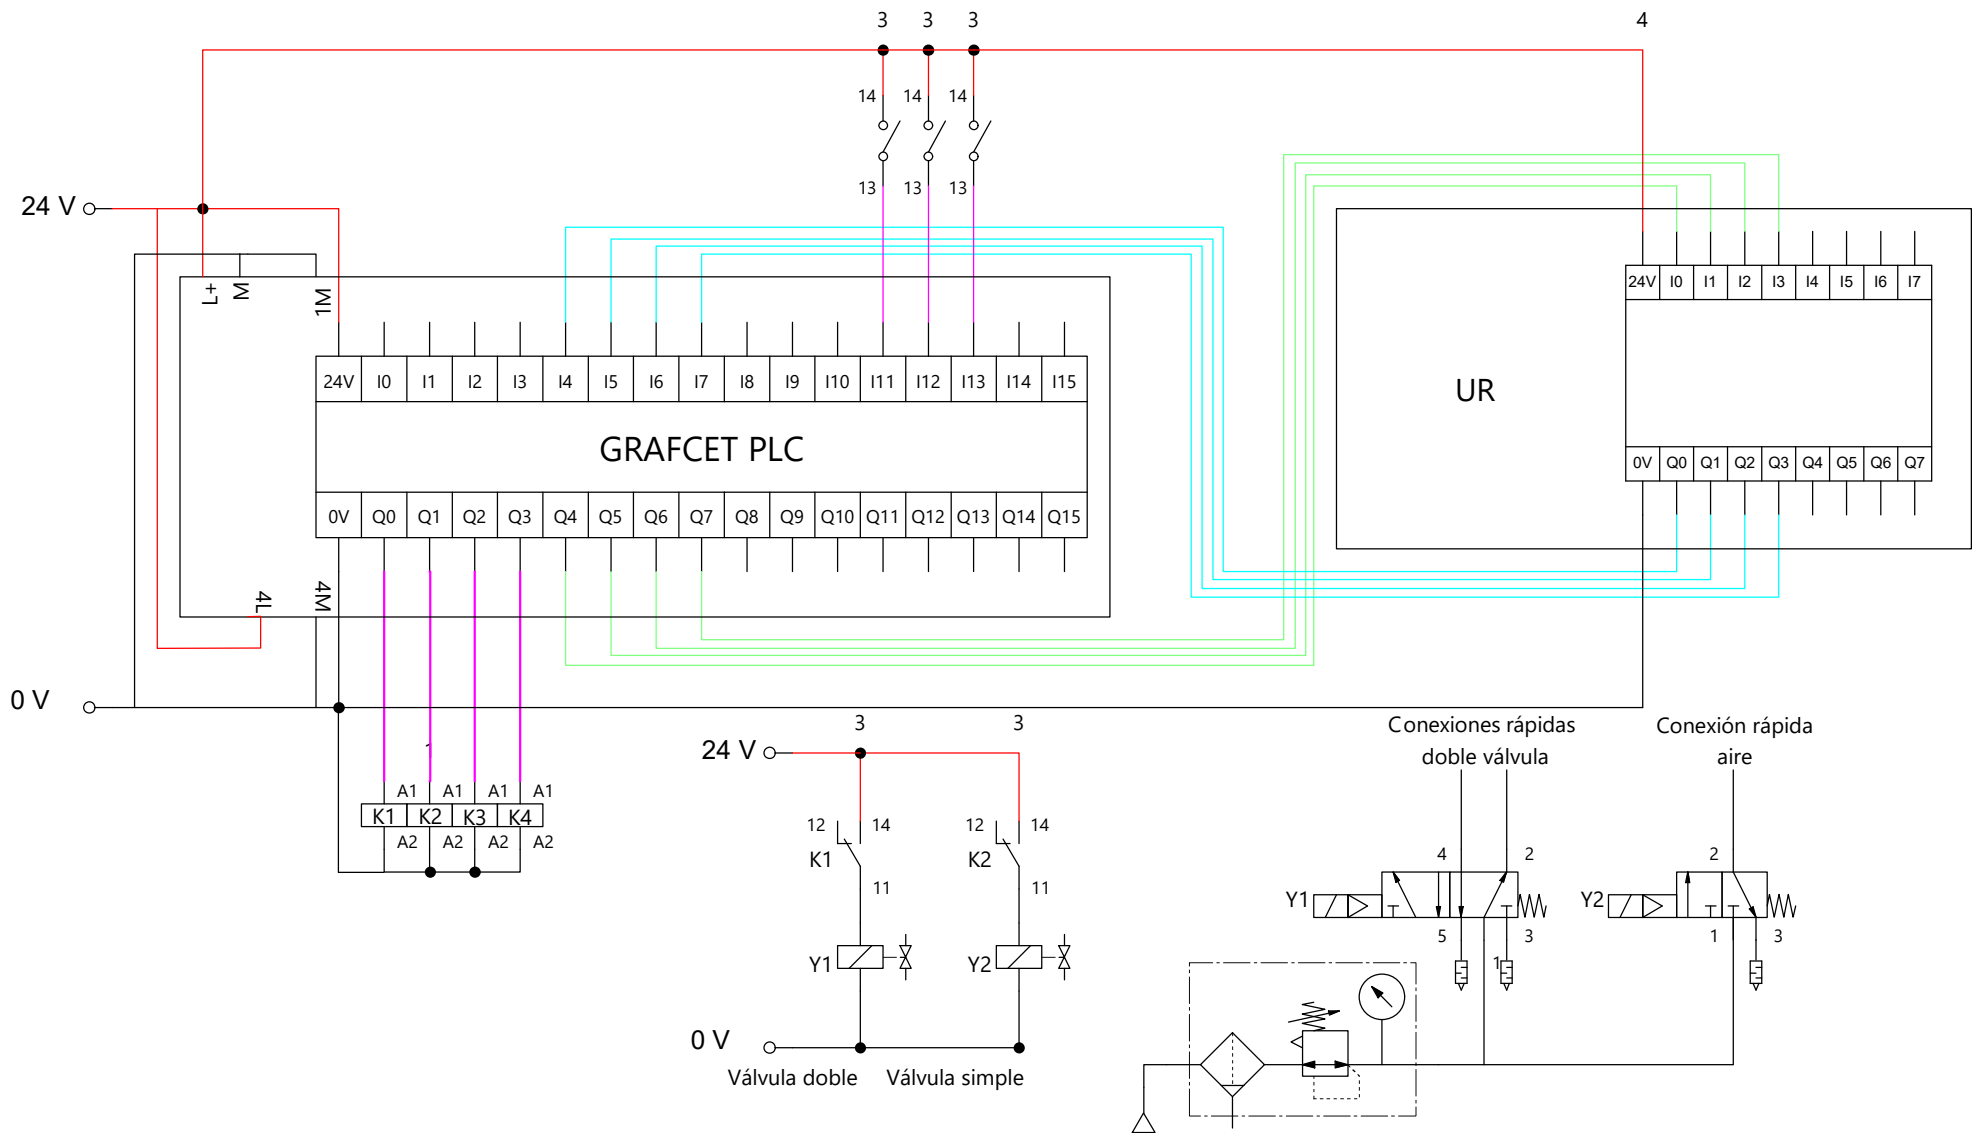 3 3 3 4
14 14 14
13 13 13
24 V
L+ M 1M
24V I0 I1 I2 I3 I4 I5 I6 I7
24V I0 I1 I2 I3 I4 I5 I6 I7 I8 I9 I10 I11 I12 I13 I14 I15
UR
GRAFCET PLC
0V Q0 Q1 Q2 Q3 Q4 Q5 Q6 Q7
0V Q0 Q1 Q2 Q3 Q4 Q5 Q6 Q7 Q8 Q9 Q10 Q11 Q12 Q13 Q14 Q15
4L 4M
0 V
A1 A1 A1 A1
K1 K2 K3 K4
A2 A2 A2 A2
3 3
24 V
12 14 12 14
K1 K2
11 11
Y1 Y2
0 V
Válvula doble Válvula simple
Conexiones rápidas
doble válvula
Conexión rápida
aire
4 2 2
Y1 Y2
5 3 1 3
1